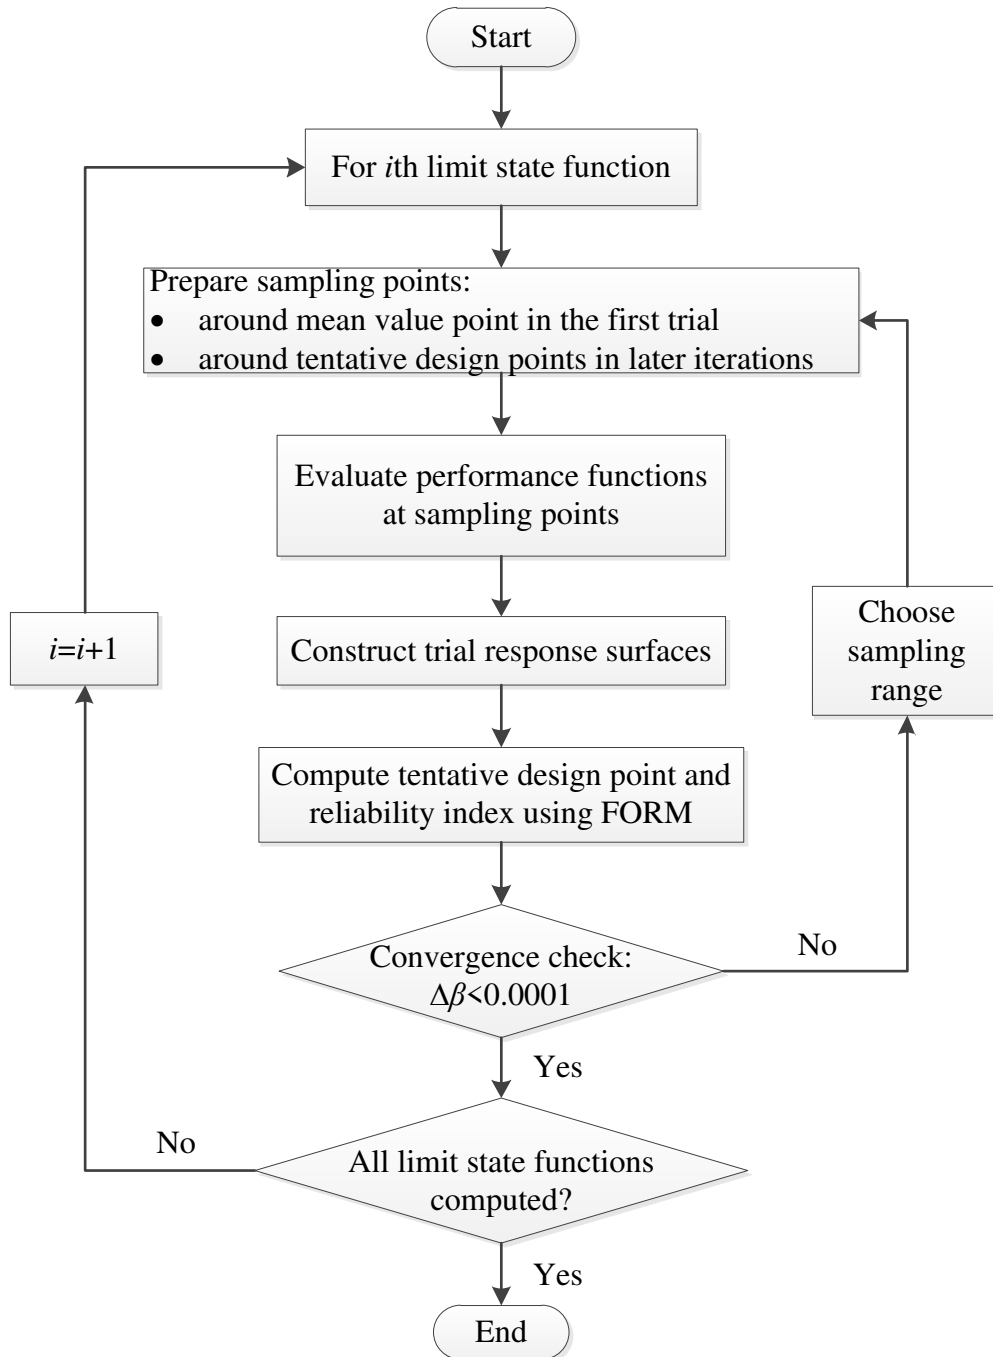 Start
For ith limit state function
Prepare sampling points:
• around mean value point in the first trial
• around tentative design points in later iterations
Evaluate performance functions
at sampling points
Construct trial response surfaces
Choose
sampling
range
i=i+1
Compute tentative design point and
reliability index using FORM
Convergence check:
Δβ<0.0001
No
Yes
No
All limit state functions
computed?
Yes
End